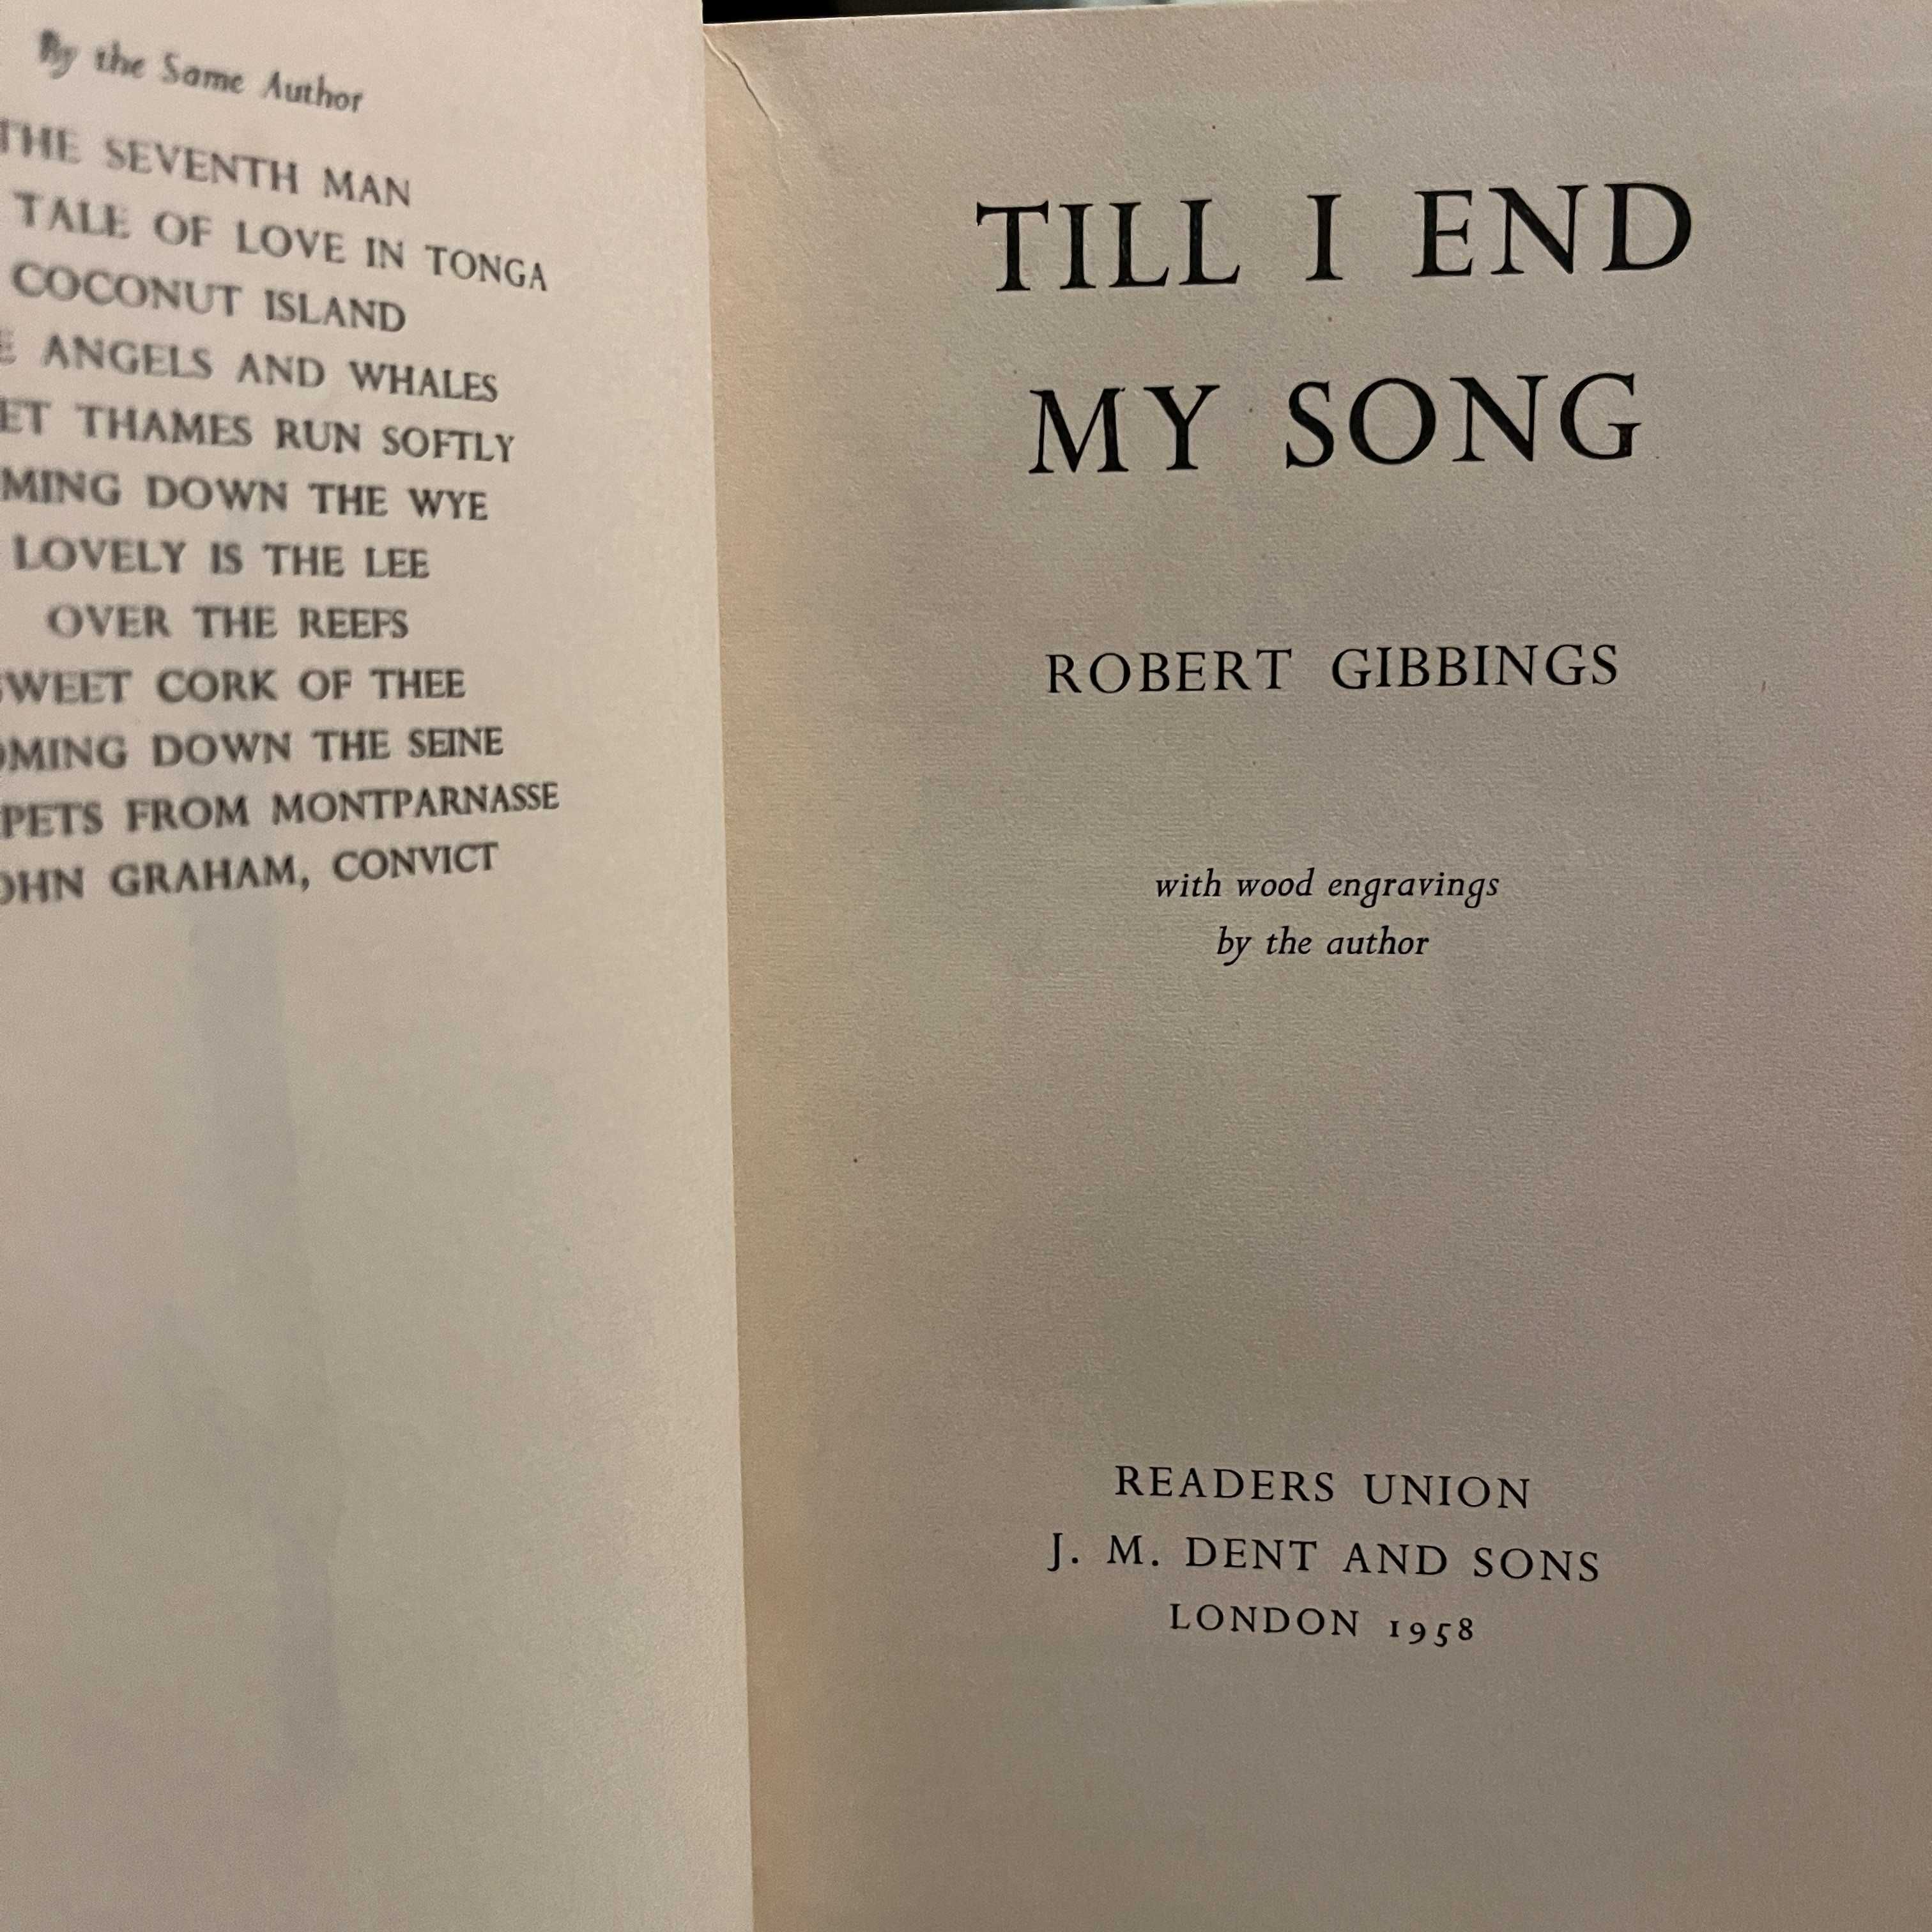 By the Same Author
THE SEVENTH MAN
TALE OF LOVE IN TONGA
COCONUT ISLAND
ANGELS AND WHALES
THAMES RUN SOFTLY
DOWN THE WYE
LOVELY IS THE LEE
OVER THE REEFS
SWEET CORK OF THEE
OMING DOWN THE SEINE
FROM MONTPARNASSE
OHN GRAHAM, CONVICT
TILL I END
MY SONG
ROBERT GIBBINGS
with wood engravings
by the author
READERS UNION
J. M. DENT AND SONS
LONDON 1958